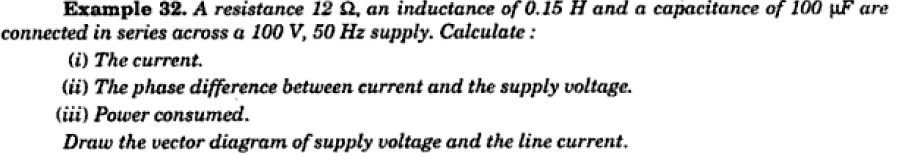 Example 32. A resistance 12 Ω, an inductance of 0.15 H and a capacitance of 100 μF are
connected in series across a 100 V, 50 Hz supply. Calculate :
(i) The current.
(ii) The phase difference between current and the supply voltage.
(iii) Power consumed.
Draw the vector diagram of supply voltage and the line current.